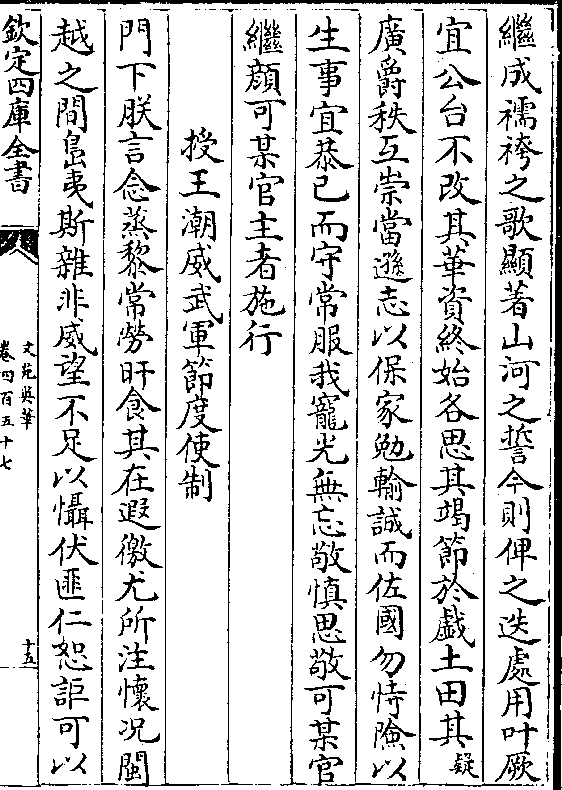 繼成襦袴之歌顯著山河之誓今則俾之迭處用叶厥
宜公台不改其華資終始各思其竭節於戲土田其疑
廣爵秩互崇當遜志以保家勉輸誠而佐國勿恃險以
生事宜恭已而守常服我寵光無忘敬慎思敬可某官
繼顔可某官主者施行
授王潮威武軍節度使制
門下朕言念蒸黎常勞旰食其在遐徼尤所注懷况閩
越之間島夷斯雜非威望不足以懾伏匪仁恕詎可以
欽定四庫全書
文苑英華
卷四百五十七
十五